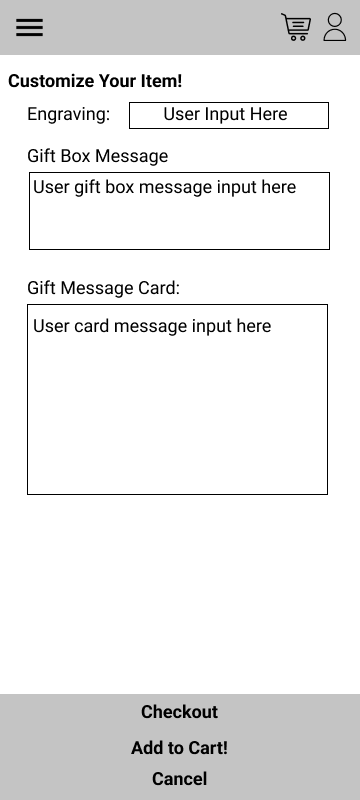 Customize Your Item!
Engraving: User Input Here
Gift Box Message
User gift box message input here
Gift Message Card:
User card message input here
Checkout
Add to Cart!
Cancel